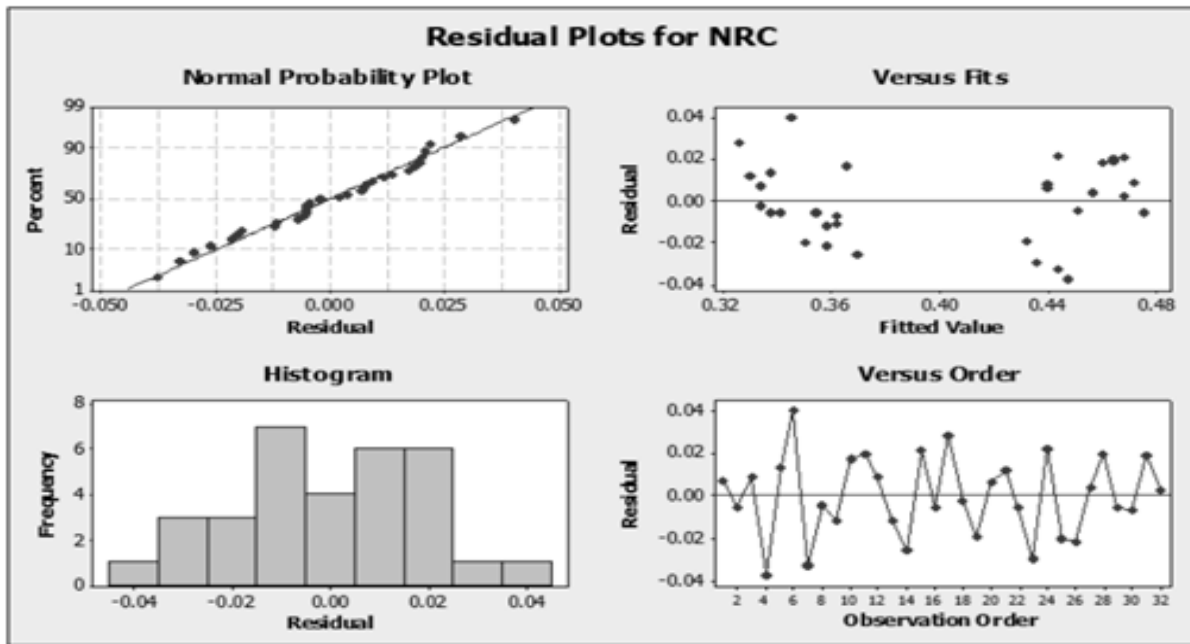 Residual Plots for NRC
Normal Probability Plot
99
90
50
10
1
Percent
-0.050 -0.025 0.000 0.025 0.050
Residual
Versus Fits
0.04
0.02
0.00
-0.02
-0.04
Residual
0.32 0.36 0.40 0.44 0.48
Fitted Value
Histogram
8
6
4
2
0
Frequency
-0.04 -0.02 0.00 0.02 0.04
Residual
Versus Order
0.04
0.02
0.00
-0.02
-0.04
Residual
2 4 6 8 10 12 14 16 18 20 22 24 26 28 30 32
Observation Order